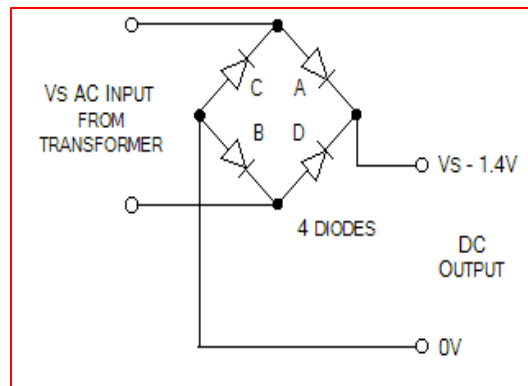 VS AC INPUT
FROM
TRANSFORMER
C
A
B
D
VS - 1.4V
4 DIODES
DC
OUTPUT
0V